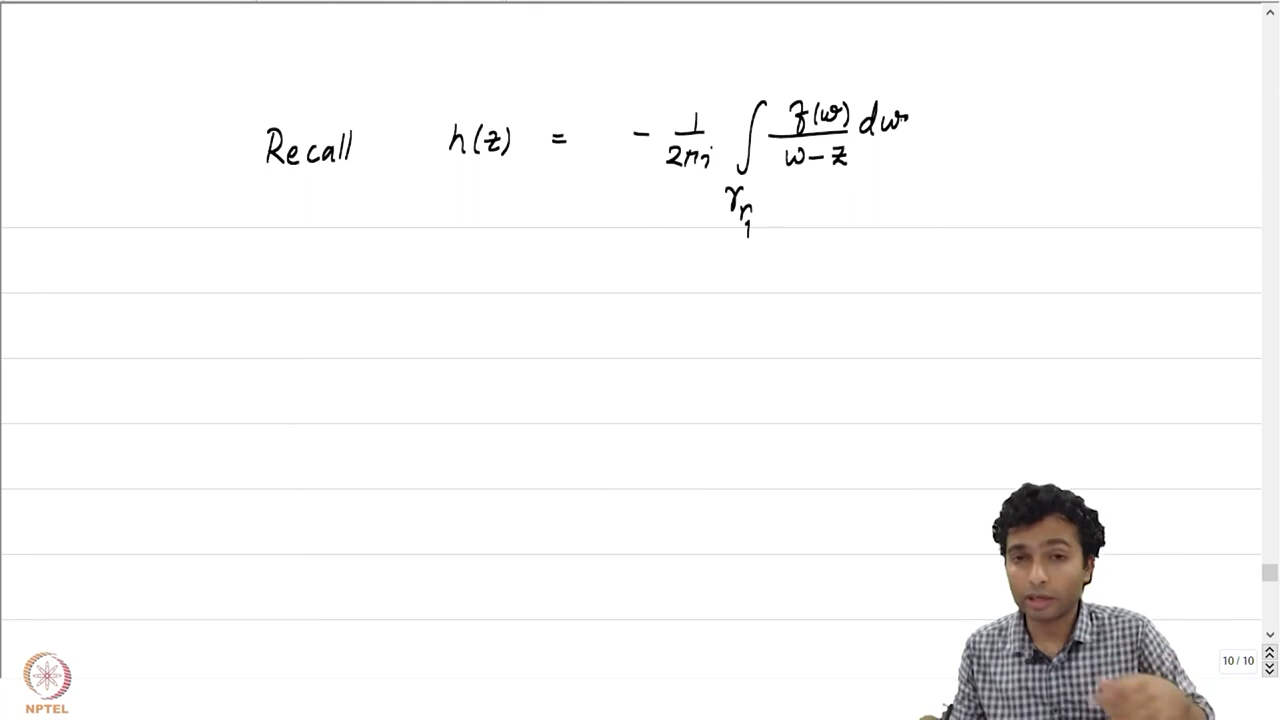 Recall h(z) = - 1/2πi ∫_{γ_{r_1}} f(w)/(w-z) dw
10 / 10
NPTEL